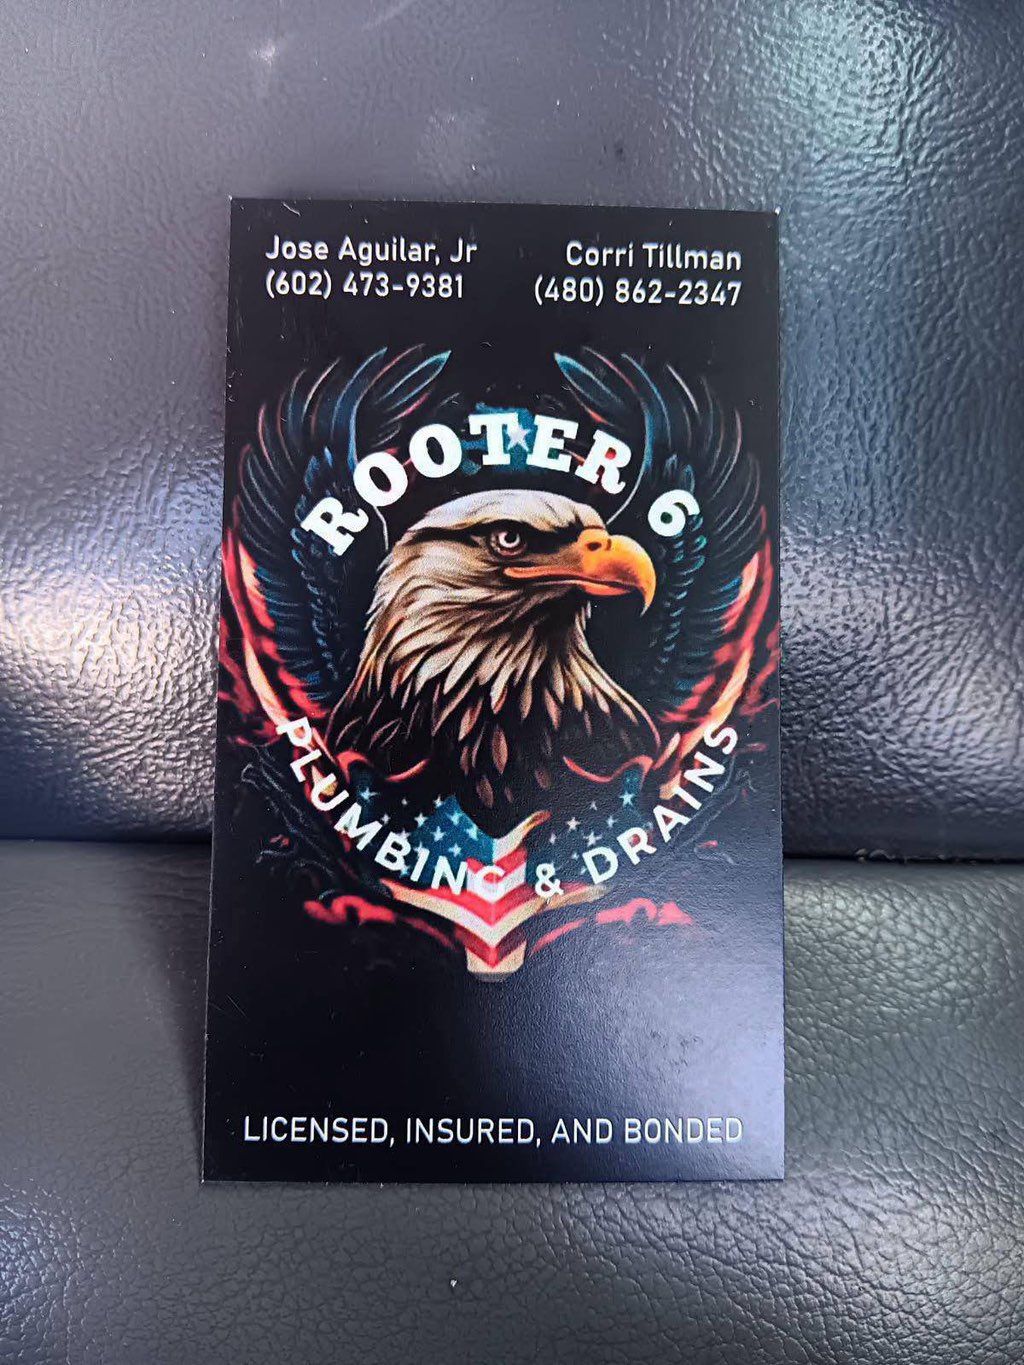 Jose Aguilar, Jr
(602) 473-9381
Corri Tillman
(480) 862-2347
ROOTER 6
PLUMBING & DRAINS
LICENSED, INSURED, AND BONDED